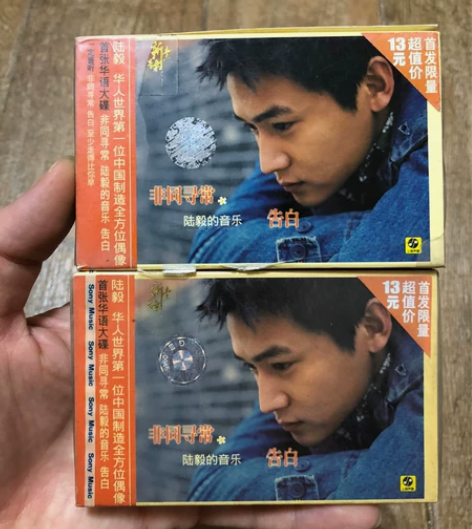 陆毅 华人世界第一位中国制造全方位偶像
首张华语大碟 非同寻常 陆毅的音乐 告白
首发限量
超值价
13元
非同寻常
陆毅的音乐 告白
陆毅 华人世界第一位中国制造全方位偶像
首张华语大碟 非同寻常 陆毅的音乐 告白
Sony Music Sony Music Sony Music Sony Music
首发限量
超值价
13元
非同寻常
陆毅的音乐 告白